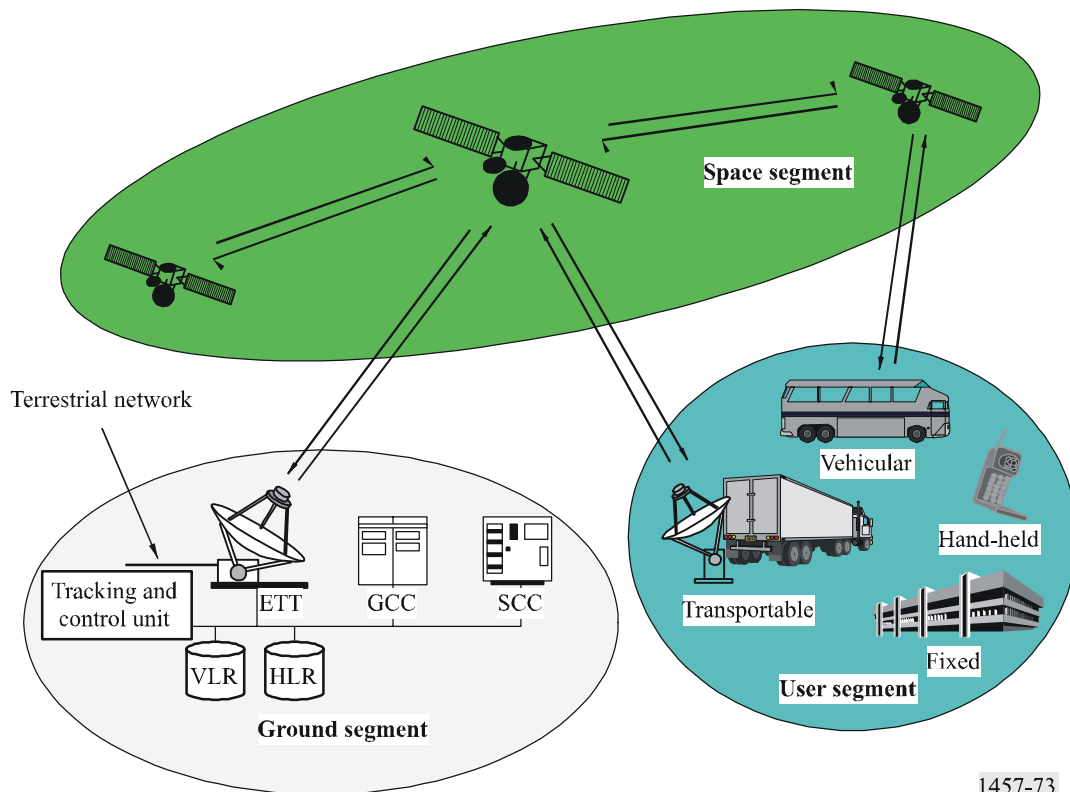 Space segment
Terrestrial network
Vehicular
Hand-held
Tracking and
control unit
ETT
GCC
SCC
Transportable
VLR
HLR
Fixed
User segment
Ground segment
1457-73